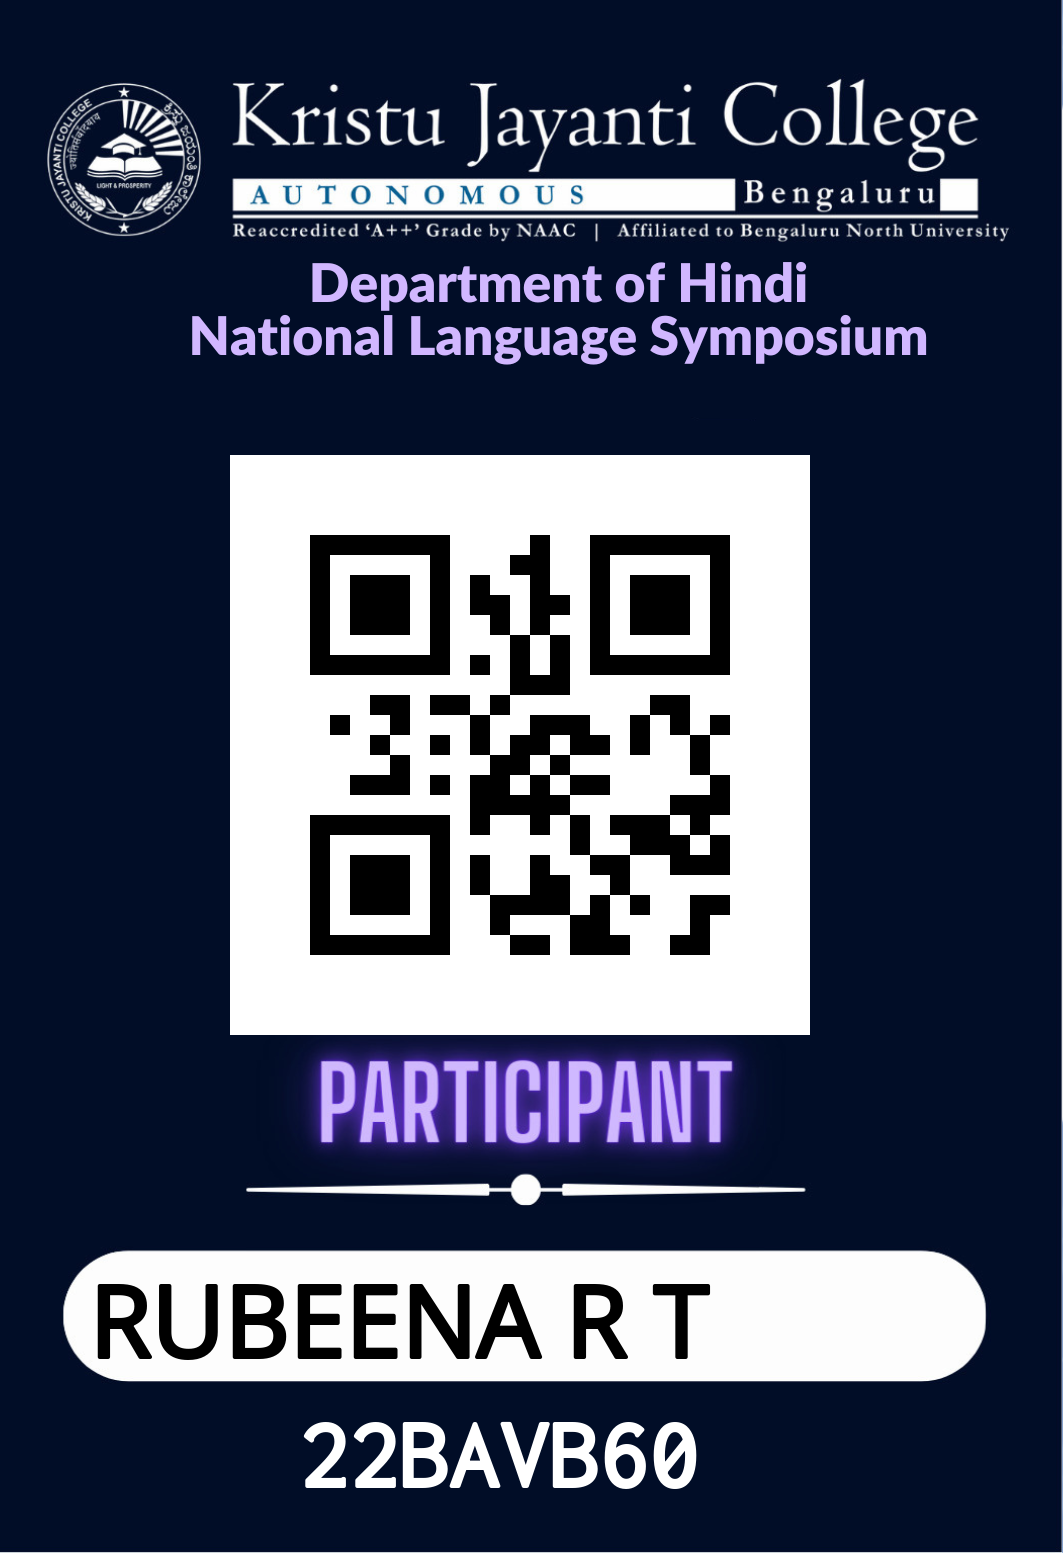 Kristu Jayanti College
AUTONOMOUS Bengaluru
Reaccredited ‘A++’ Grade by NAAC | Affiliated to Bengaluru North University
KRISTU JAYANTI COLLEGE
LIGHT & PROSPERITY
Department of Hindi
National Language Symposium
PARTICIPANT
RUBEENA R T
22BAVB60